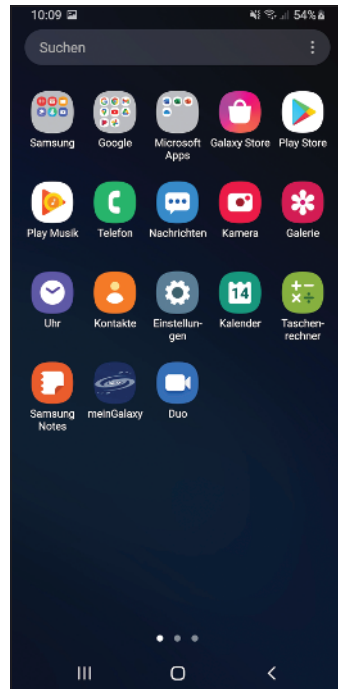 10:09 54%
Suchen
Samsung Google Microsoft Apps Galaxy Store Play Store
Play Musik Telefon Nachrichten Kamera Galerie
14
Uhr Kontakte Einstellun-gen Kalender Taschen-rechner
Samsung Notes meinGalaxy Duo